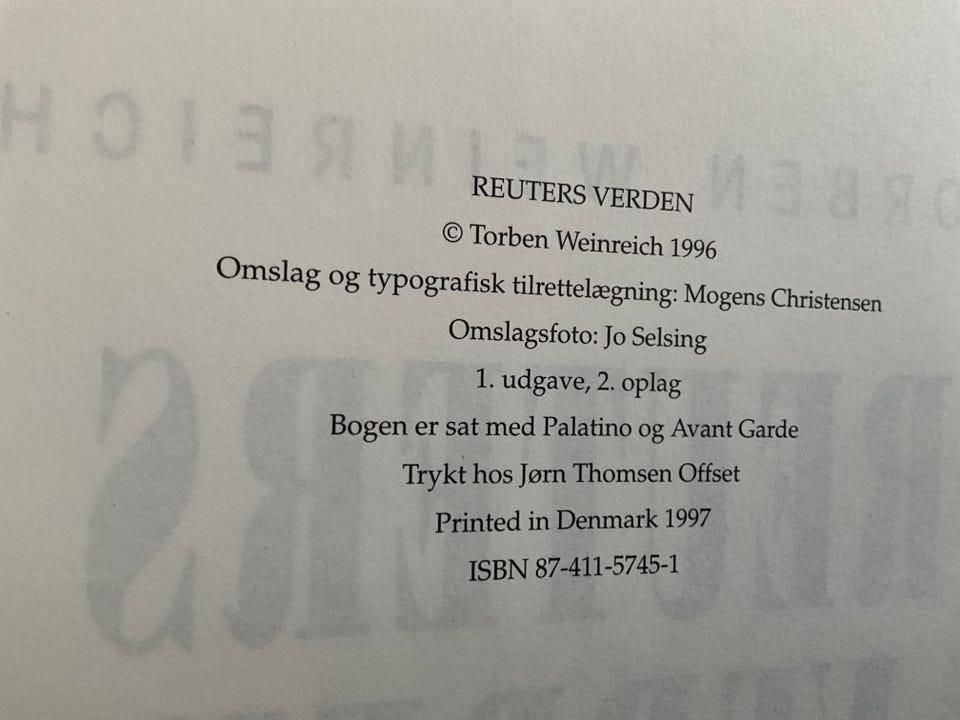 REUTERS VERDEN
© Torben Weinreich 1996
Omslag og typografisk tilrettelægning: Mogens Christensen
Omslagsfoto: Jo Selsing
1. udgave, 2. oplag
Bogen er sat med Palatino og Avant Garde
Trykt hos Jørn Thomsen Offset
Printed in Denmark 1997
ISBN 87-411-5745-1